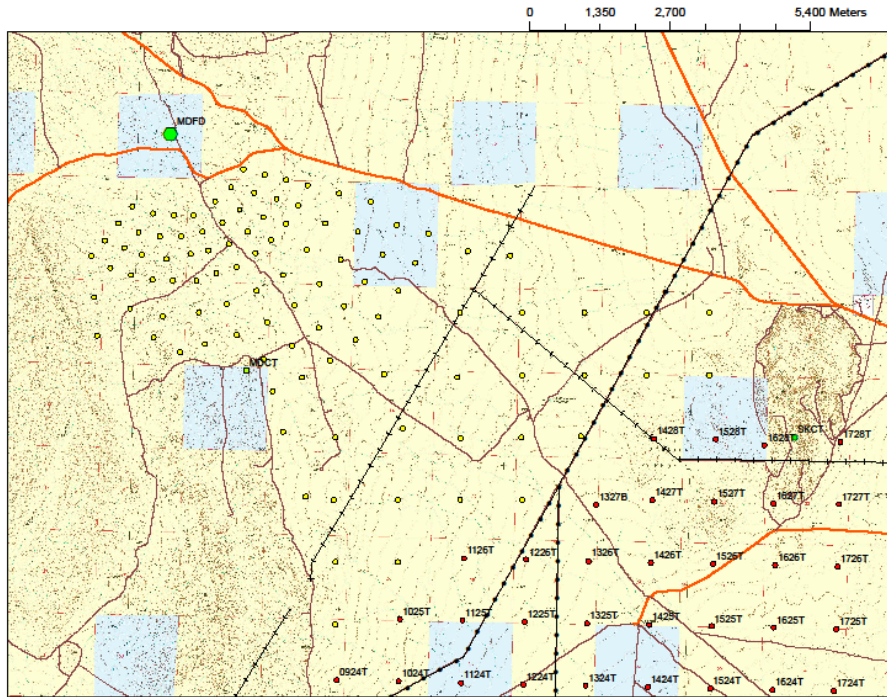 0 1,350 2,700 5,400 Meters
MDFD
MDCT
1428T 1528T 1628T SKCT 1728T
1327B 1427T 1527T 1627T 1727T
1126T 1226T 1326T 1426T 1526T 1626T 1726T
1025T 1125T 1225T 1325T 1425T 1525T 1625T 1725T
0924T 1024T 1124T 1224T 1324T 1424T 1524T 1624T 1724T